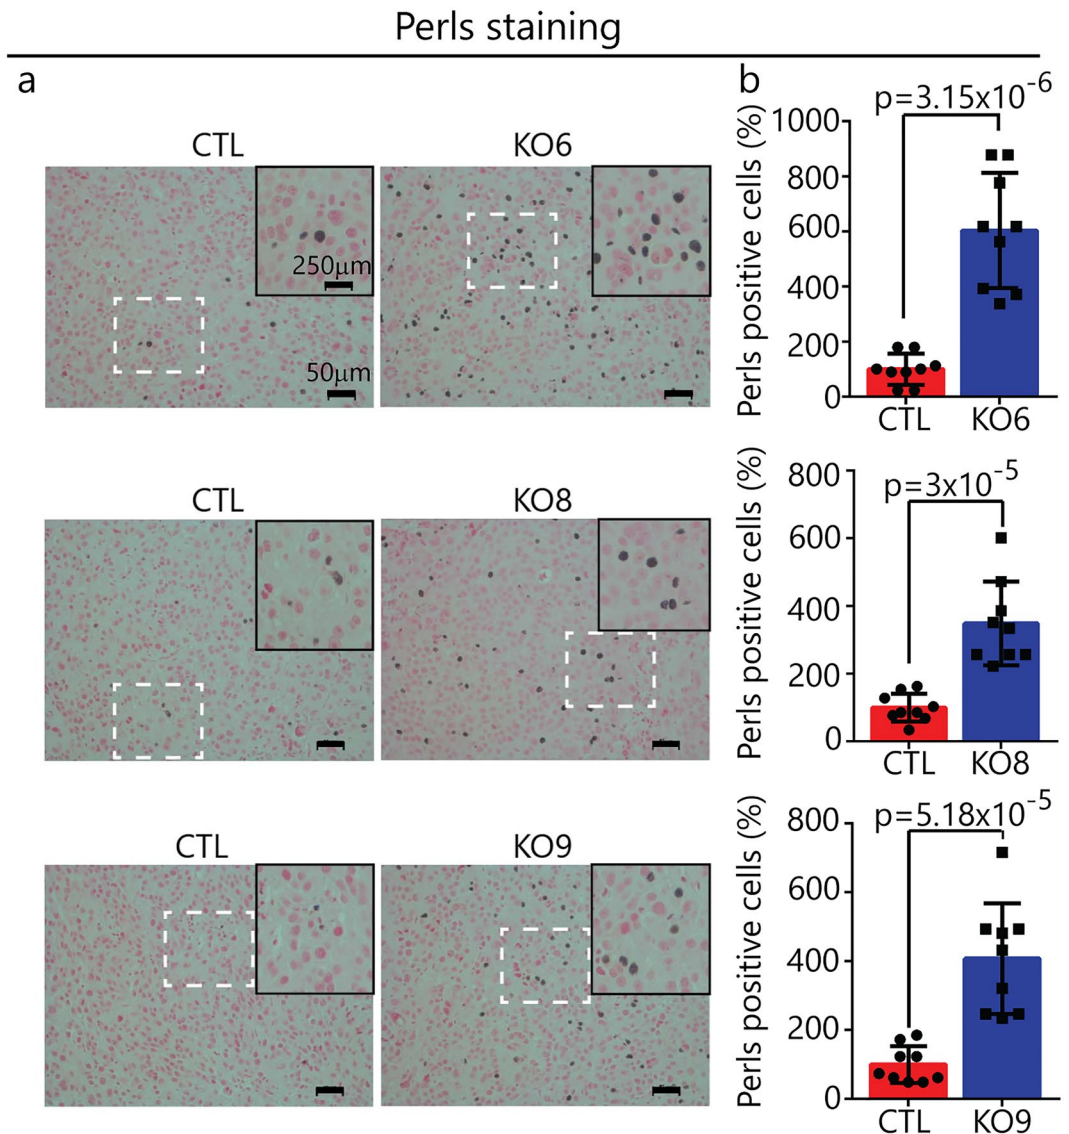 Perls staining
a
CTL
KO6
250μm
50μm
CTL
KO8
CTL
KO9
b
p=3.15x10-6
Perls positive cells (%)
1000
800
600
400
200
0
CTL
KO6
p=3x10-5
Perls positive cells (%)
800
600
400
200
0
CTL
KO8
p=5.18x10-5
Perls positive cells (%)
800
600
400
200
0
CTL
KO9